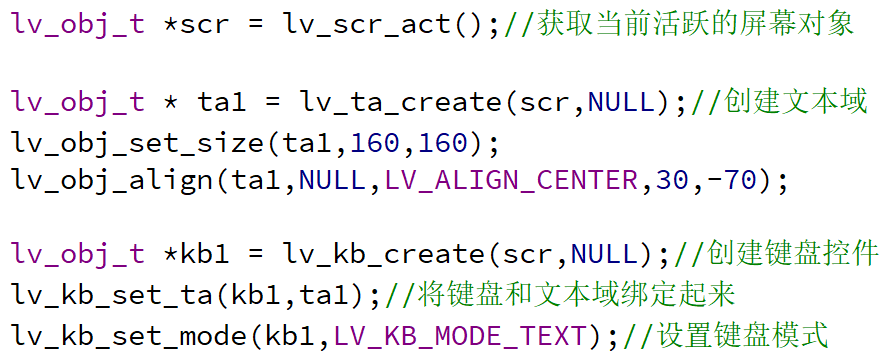 lv_obj_t *scr = lv_scr_act();//获取当前活跃的屏幕对象
lv_obj_t * ta1 = lv_ta_create(scr,NULL);//创建文本域
lv_obj_set_size(ta1,160,160);
lv_obj_align(ta1,NULL,LV_ALIGN_CENTER,30,-70);
lv_obj_t *kb1 = lv_kb_create(scr,NULL);//创建键盘控件
lv_kb_set_ta(kb1,ta1);//将键盘和文本域绑定起来
lv_kb_set_mode(kb1,LV_KB_MODE_TEXT);//设置键盘模式